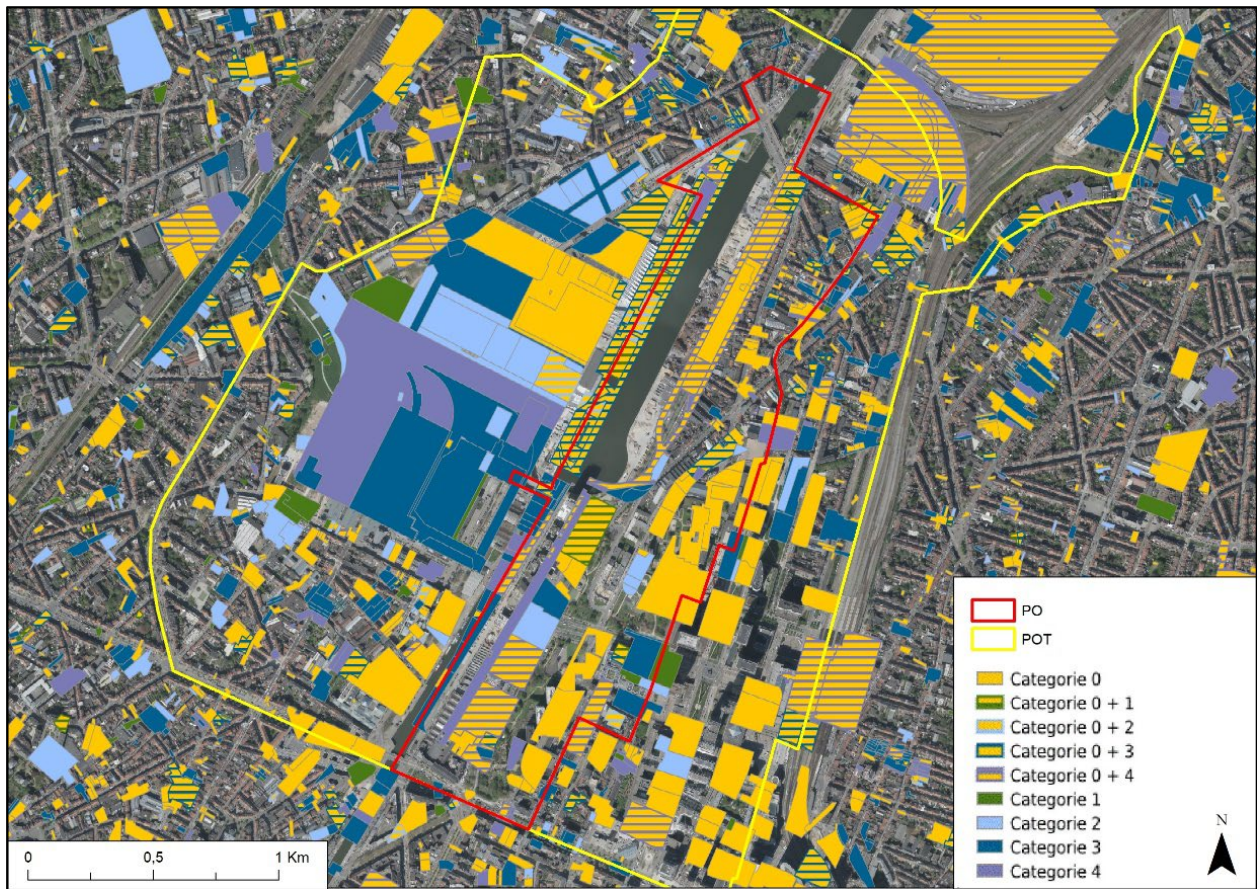 PO
POT
Categorie 0
Categorie 0 + 1
Categorie 0 + 2
Categorie 0 + 3
Categorie 0 + 4
Categorie 1
Categorie 2
Categorie 3
Categorie 4
N
0 0,5 1 Km